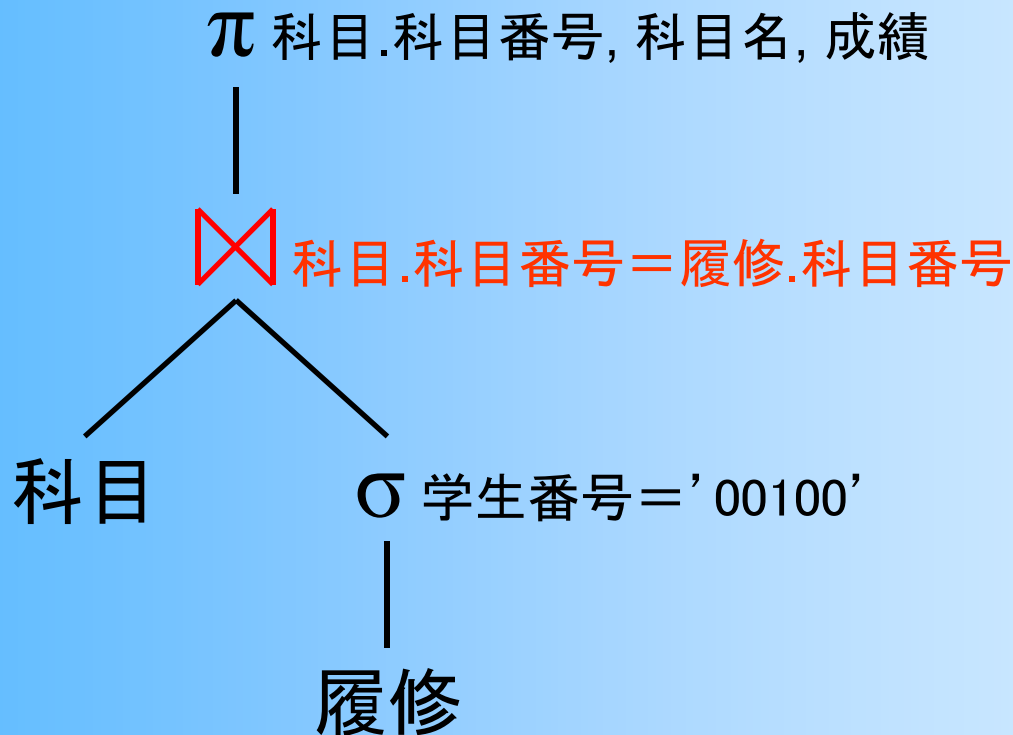 π 科目.科目番号, 科目名, 成績
⋈ 科目.科目番号＝履修.科目番号
科目
σ 学生番号＝’00100’
履修